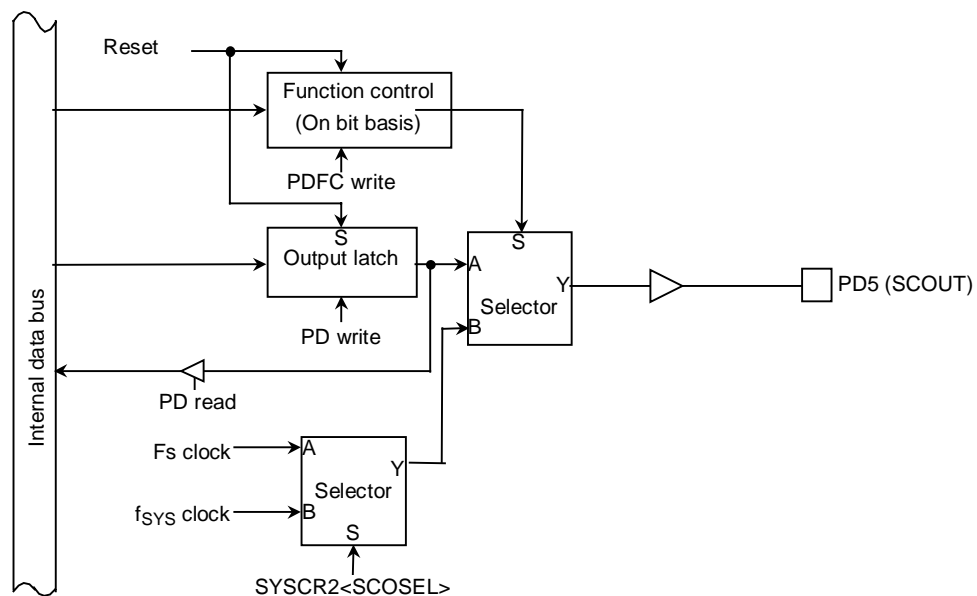 Reset
Function control
(On bit basis)
PDFC write
S
Output latch
S
A
Y
PD5 (SCOUT)
Selector
PD write
B
Internal data bus
PD read
Fs clock
A
Y
Selector
fSYS clock
B
S
SYSCR2<SCOSEL>